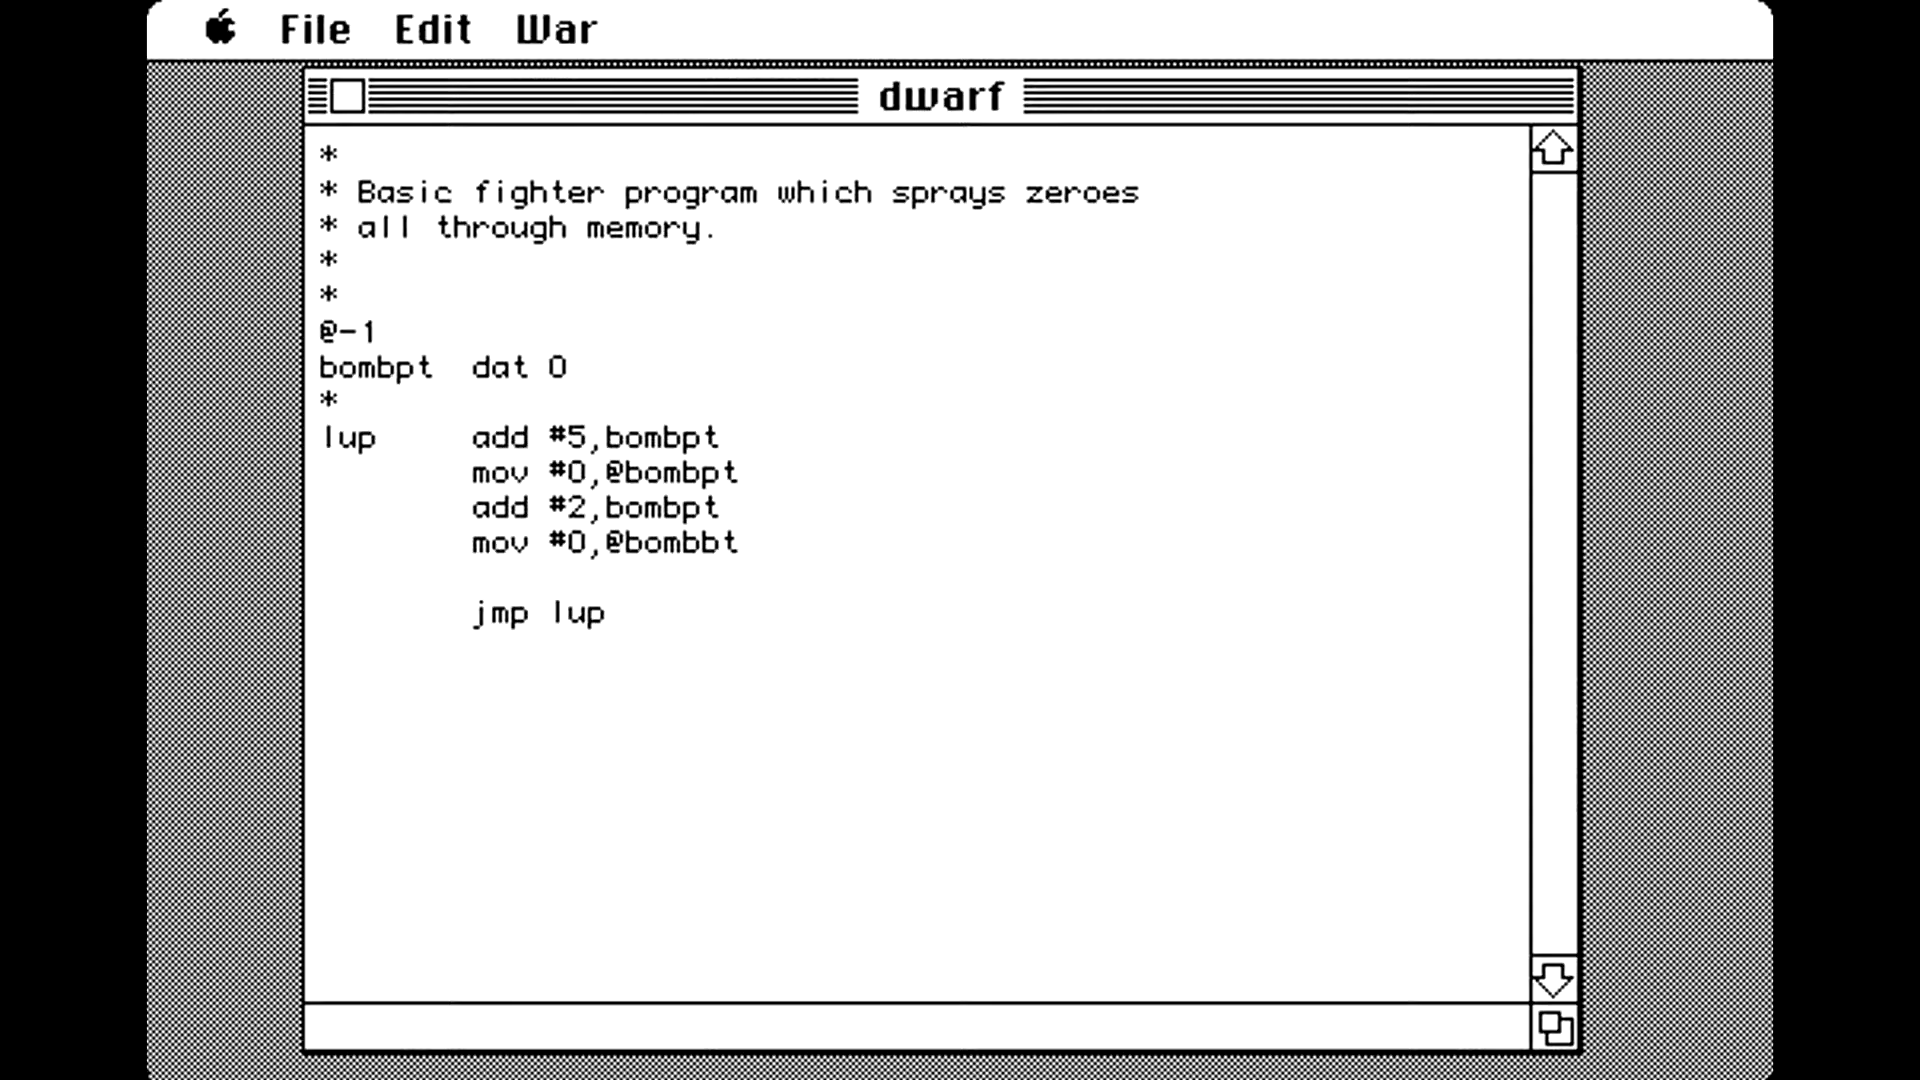 File Edit War
dwarf
*
* Basic fighter program which sprays zeroes
* all through memory.
*
*
@-1
bombpt dat 0
*
lup add #5,bombpt
mov #0,@bombpt
add #2,bombpt
mov #0,@bombbt
jmp lup